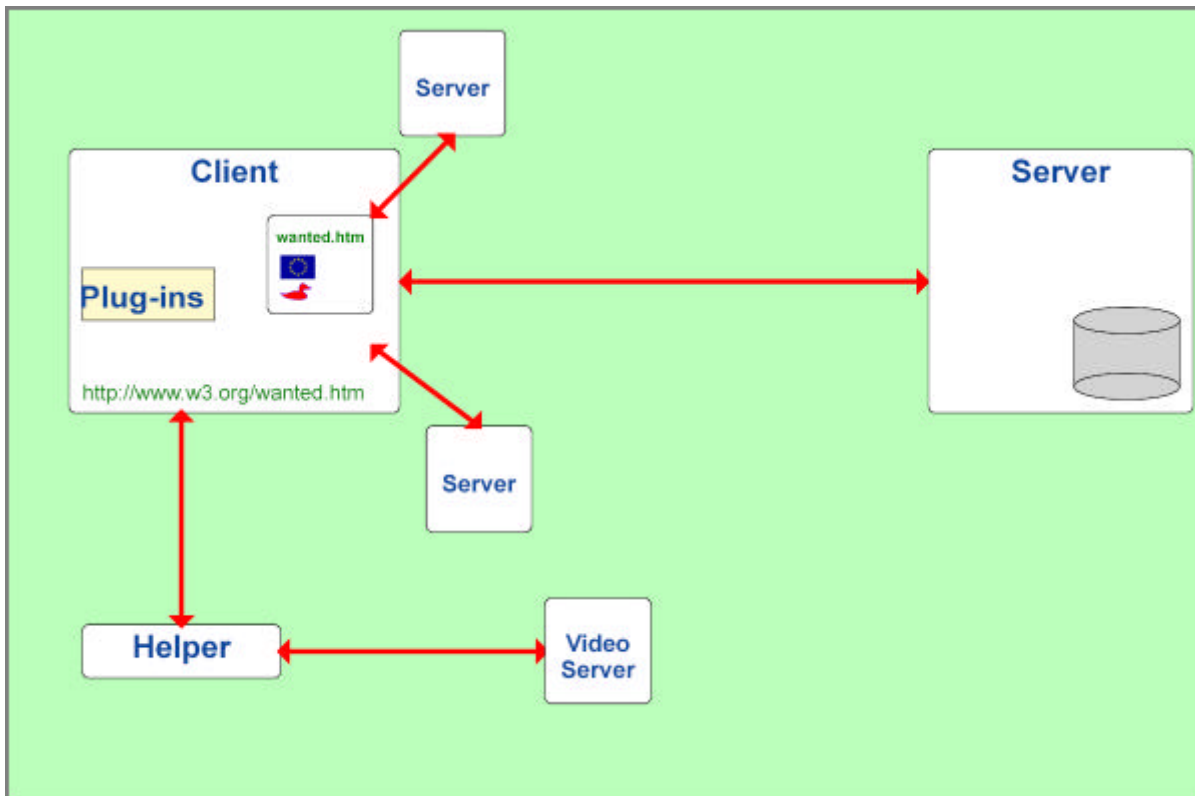 Server
Client
Server
wanted.htm
Plug-ins
http://www.w3.org/wanted.htm
Server
Helper
Video
Server